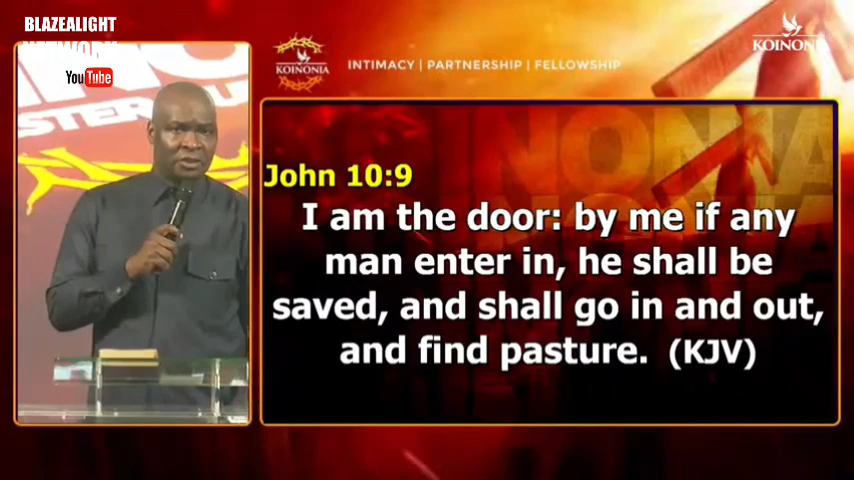 BLAZEALIGHT
NETWORK
YouTube
KOINONIA
INTIMACY | PARTNERSHIP | FELLOWSHIP
KOINONIA
John 10:9
I am the door: by me if any
man enter in, he shall be
saved, and shall go in and out,
and find pasture. (KJV)